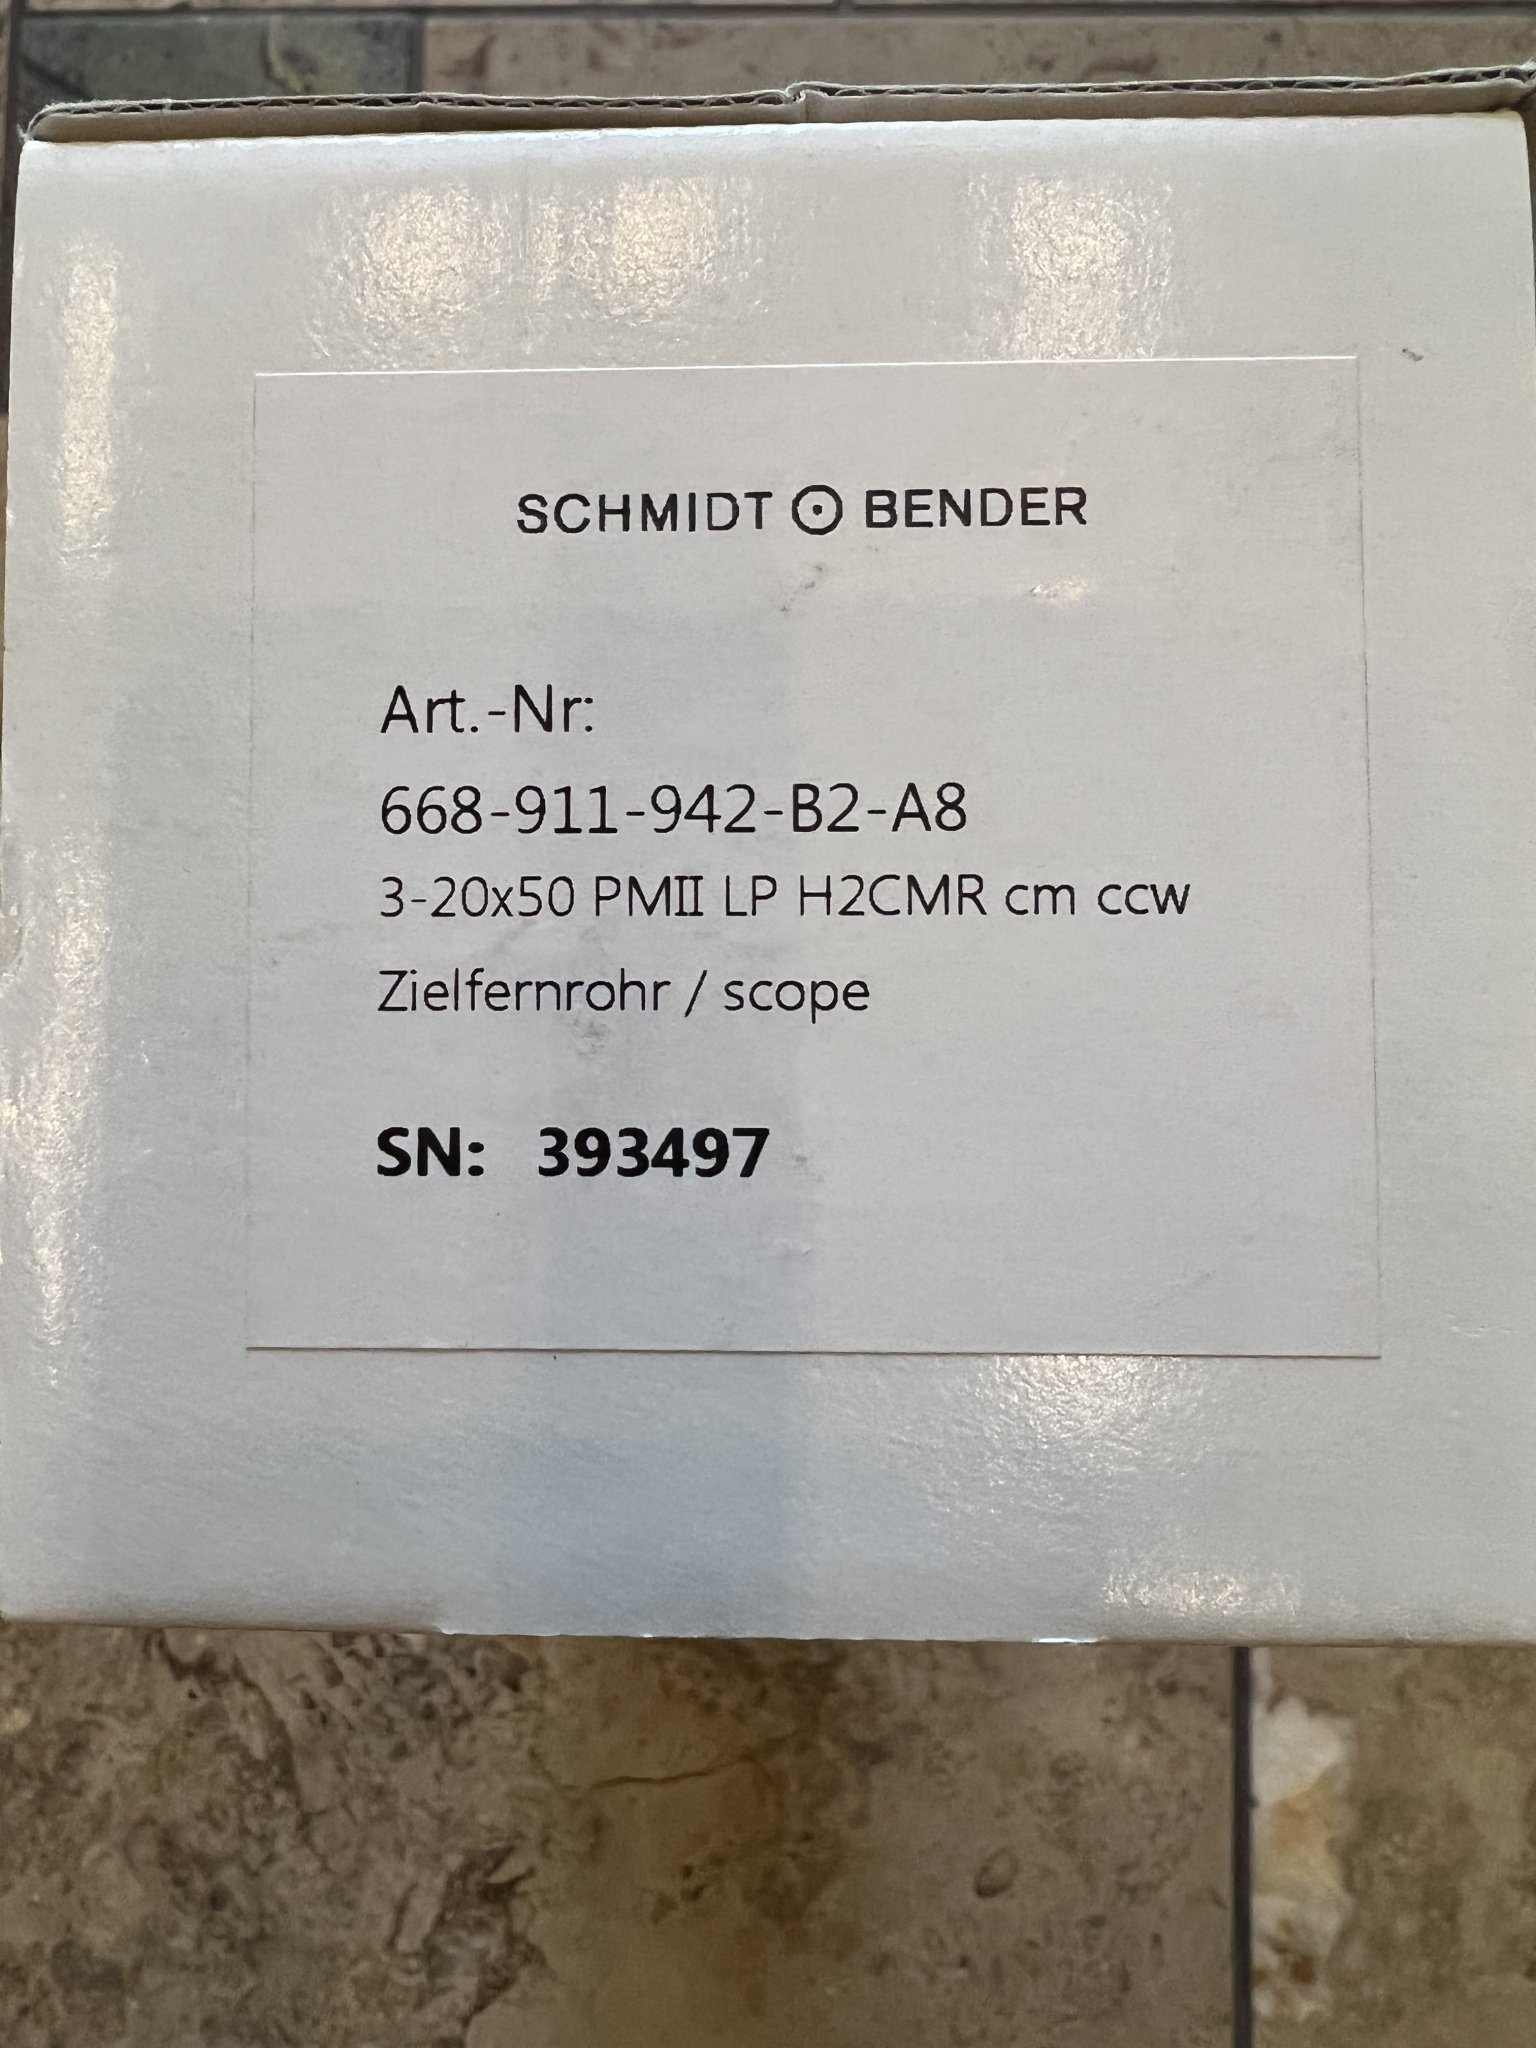 SCHMIDT BENDER
Art.-Nr:
668-911-942-B2-A8
3-20x50 PMII LP H2CMR cm ccw
Zielfernrohr / scope
SN: 393497